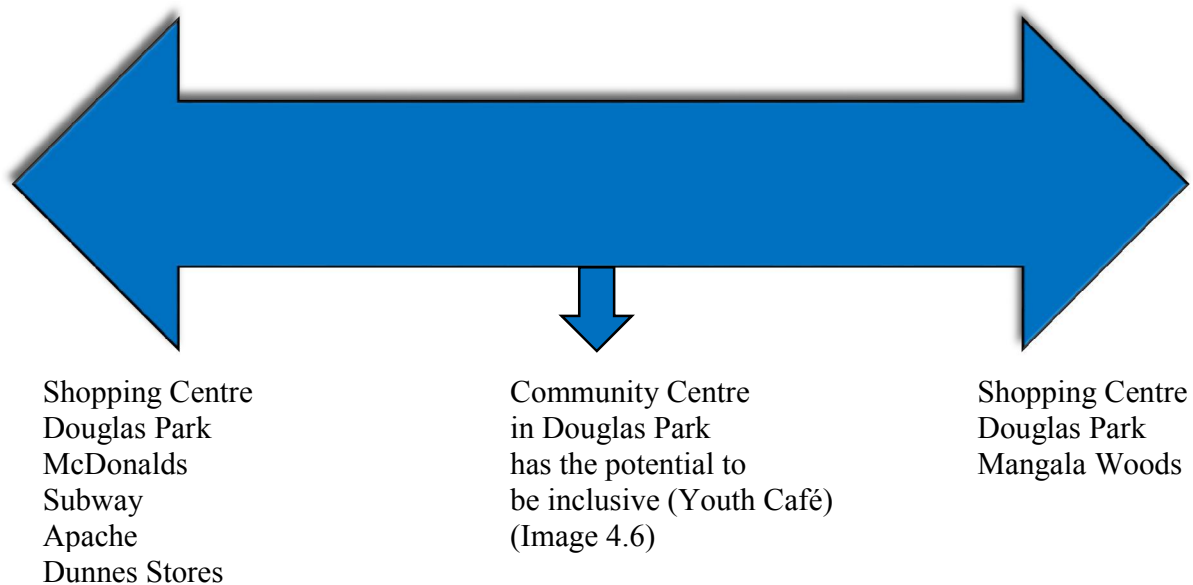 Shopping Centre
Douglas Park
McDonalds
Subway
Apache
Dunnes Stores
Community Centre
in Douglas Park
has the potential to
be inclusive (Youth Café)
(Image 4.6)
Shopping Centre
Douglas Park
Mangala Woods